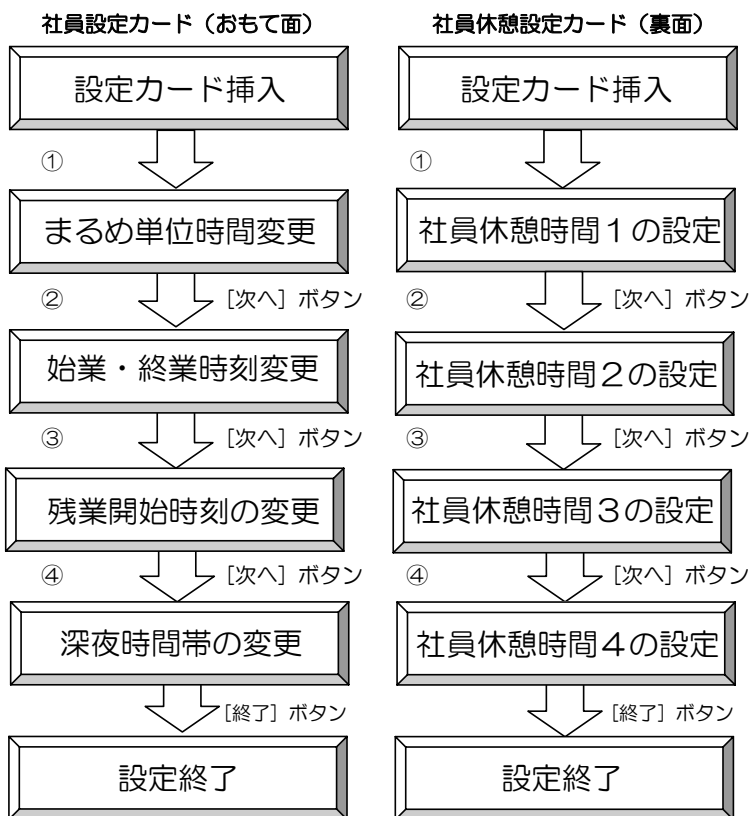 社員設定カード（おもて面）
設定カード挿入
①
まるめ単位時間変更
②
［次へ］ボタン
始業・終業時刻変更
③
［次へ］ボタン
残業開始時刻の変更
④
［次へ］ボタン
深夜時間帯の変更
［終了］ボタン
設定終了
社員休憩設定カード（裏面）
設定カード挿入
①
社員休憩時間１の設定
②
［次へ］ボタン
社員休憩時間２の設定
③
［次へ］ボタン
社員休憩時間３の設定
④
［次へ］ボタン
社員休憩時間４の設定
［終了］ボタン
設定終了